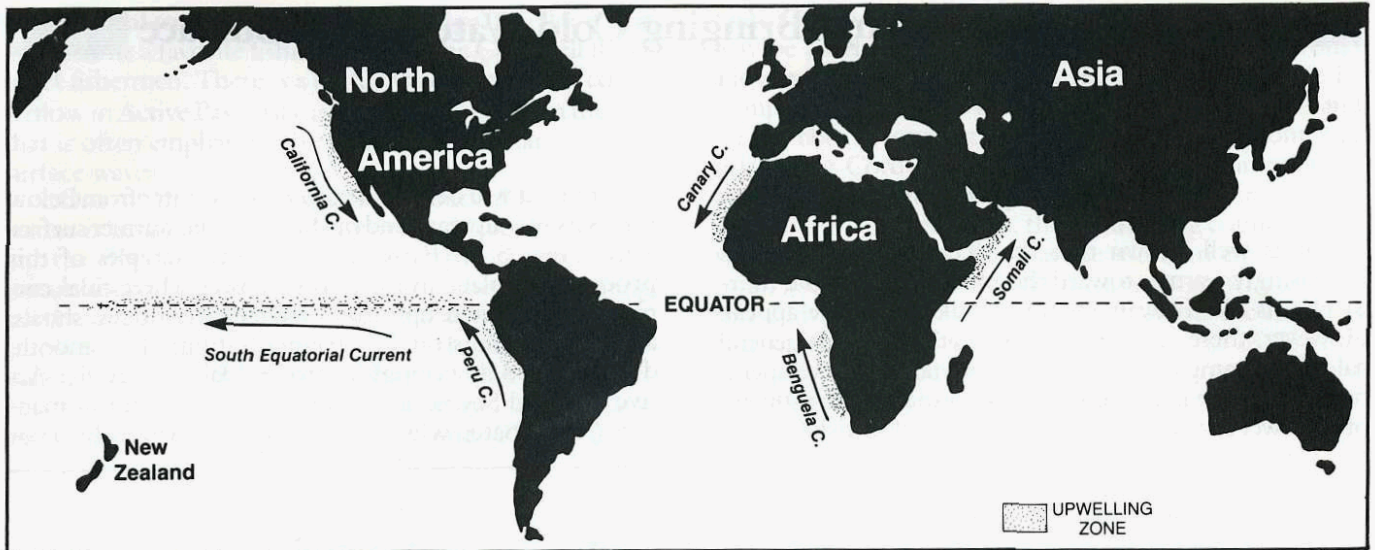 North
America
Asia
Africa
California C.
Canary C.
Somali C.
EQUATOR
South Equatorial Current
Peru C.
Benguela C.
New
Zealand
UPWELLING
ZONE